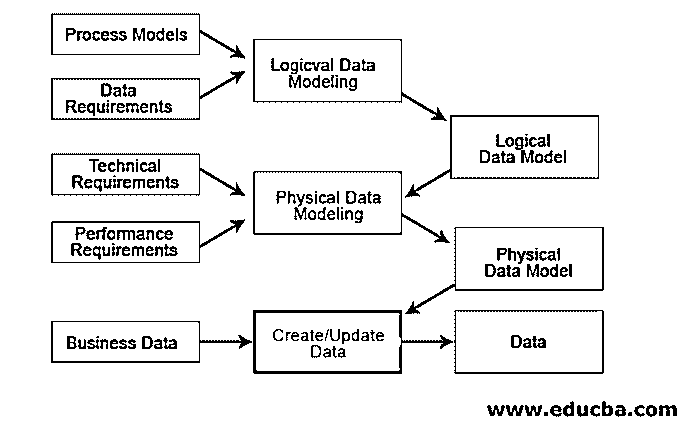 Process Models
Logicval Data
Modeling
Data
Requirements
Logical
Data Model
Technical
Requirements
Physical Data
Modeling
Performance
Requirements
Physical
Data Model
Business Data
Create/Update
Data
Data
www.educba.com